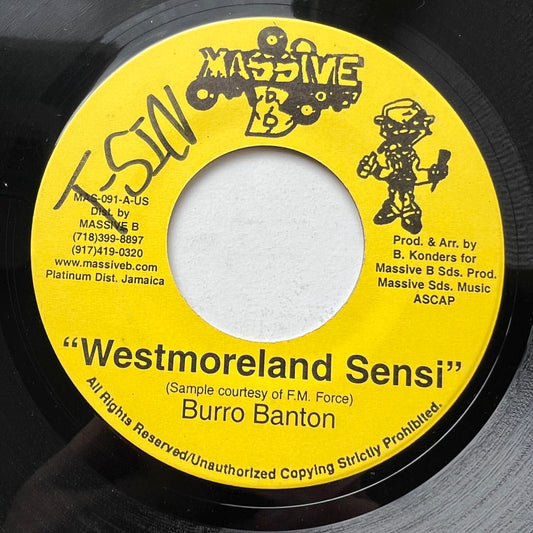 MASSIVE
B
T-SIN
MAS-091-A-US
Dist. by
MASSIVE B
(718)399-8897
(917)419-0320
www.massiveb.com
Platinum Dist. Jamaica
Prod. & Arr. by
B. Konders for
Massive B Sds. Prod.
Massive Sds. Music
ASCAP
"Westmoreland Sensi"
(Sample courtesy of F.M. Force)
Burro Banton
All Rights Reserved/Unauthorized Copying Strictly Prohibited.